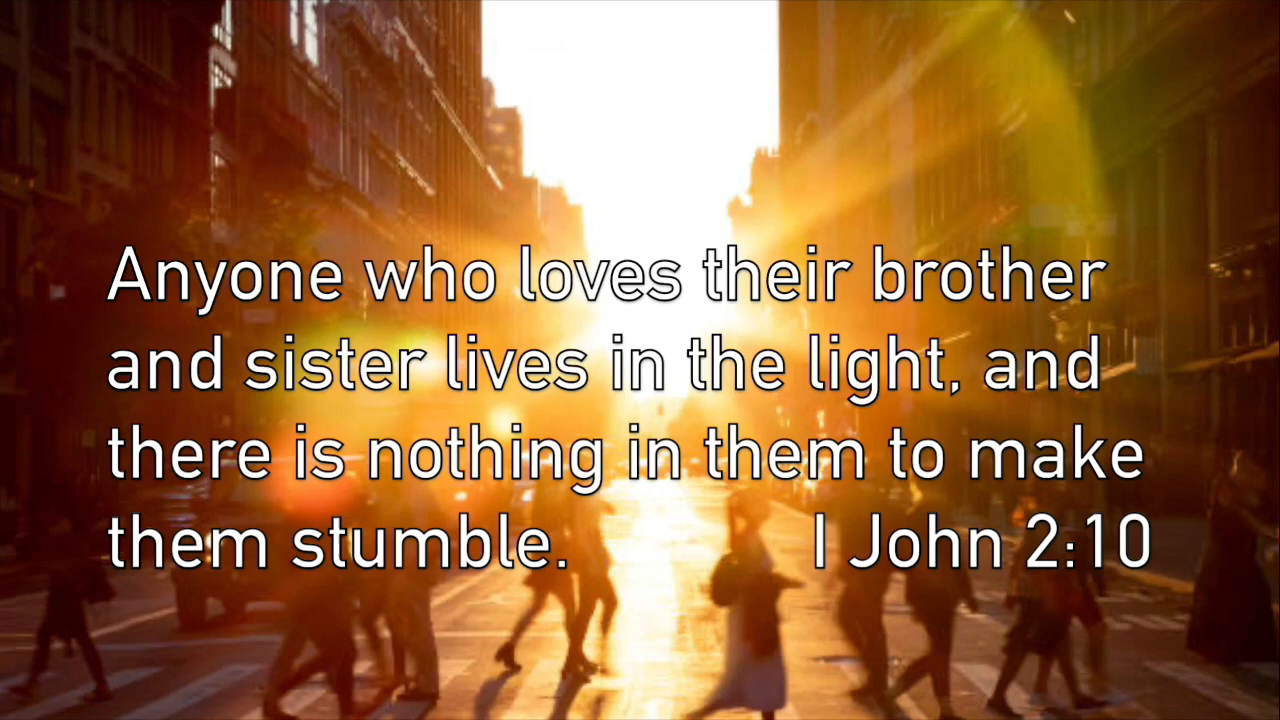 Anyone who loves their brother
and sister lives in the light, and
there is nothing in them to make
them stumble. I John 2:10